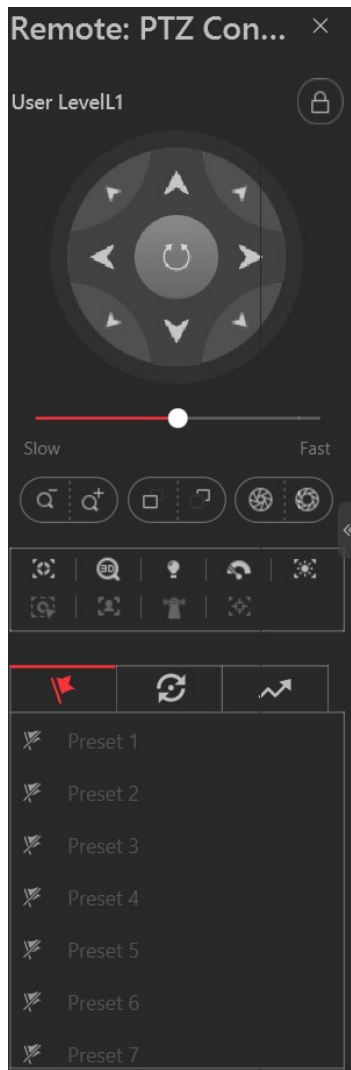 Remote: PTZ Con...
User LevelL1
Slow Fast
3D
Preset 1
Preset 2
Preset 3
Preset 4
Preset 5
Preset 6
Preset 7